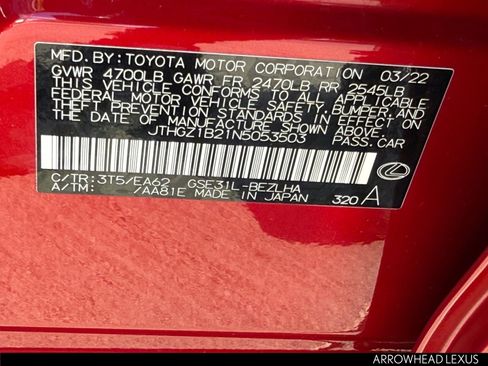 MFD.BY:TOYOTA MOTOR CORPORATION 03/22
GVWR 4700LB GAWR FR 2470LB RR 2545LB
THIS VEHICLE CONFORMS TO ALL APPLICABLE
FEDERAL MOTOR VEHICLE SAFETY, BUMPER, AND
THEFT PREVENTION STANDARDS IN EFFECT ON
THE DATE OF MANUFACTURE SHOWN ABOVE.
JTHGZ1B21N5053503 PASS.CAR
C/TR:3T5/EA62 GSE31L-BEZLHA
A/TM: /AA81E MADE IN JAPAN 320 A
ARROWHEAD LEXUS